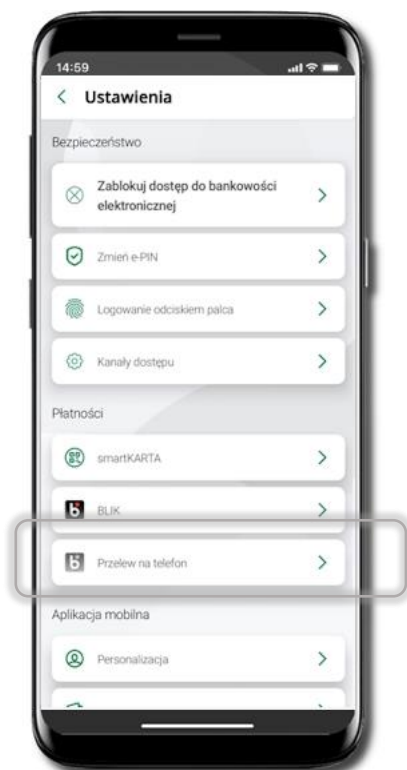 14:59
Ustawienia
Bezpieczeństwo
Zablokuj dostęp do bankowości
elektronicznej
Zmień e-PIN
Logowanie odciskiem palca
Kanały dostępu
Płatności
smartKARTA
BLIK
Przelew na telefon
Aplikacja mobilna
Personalizacja